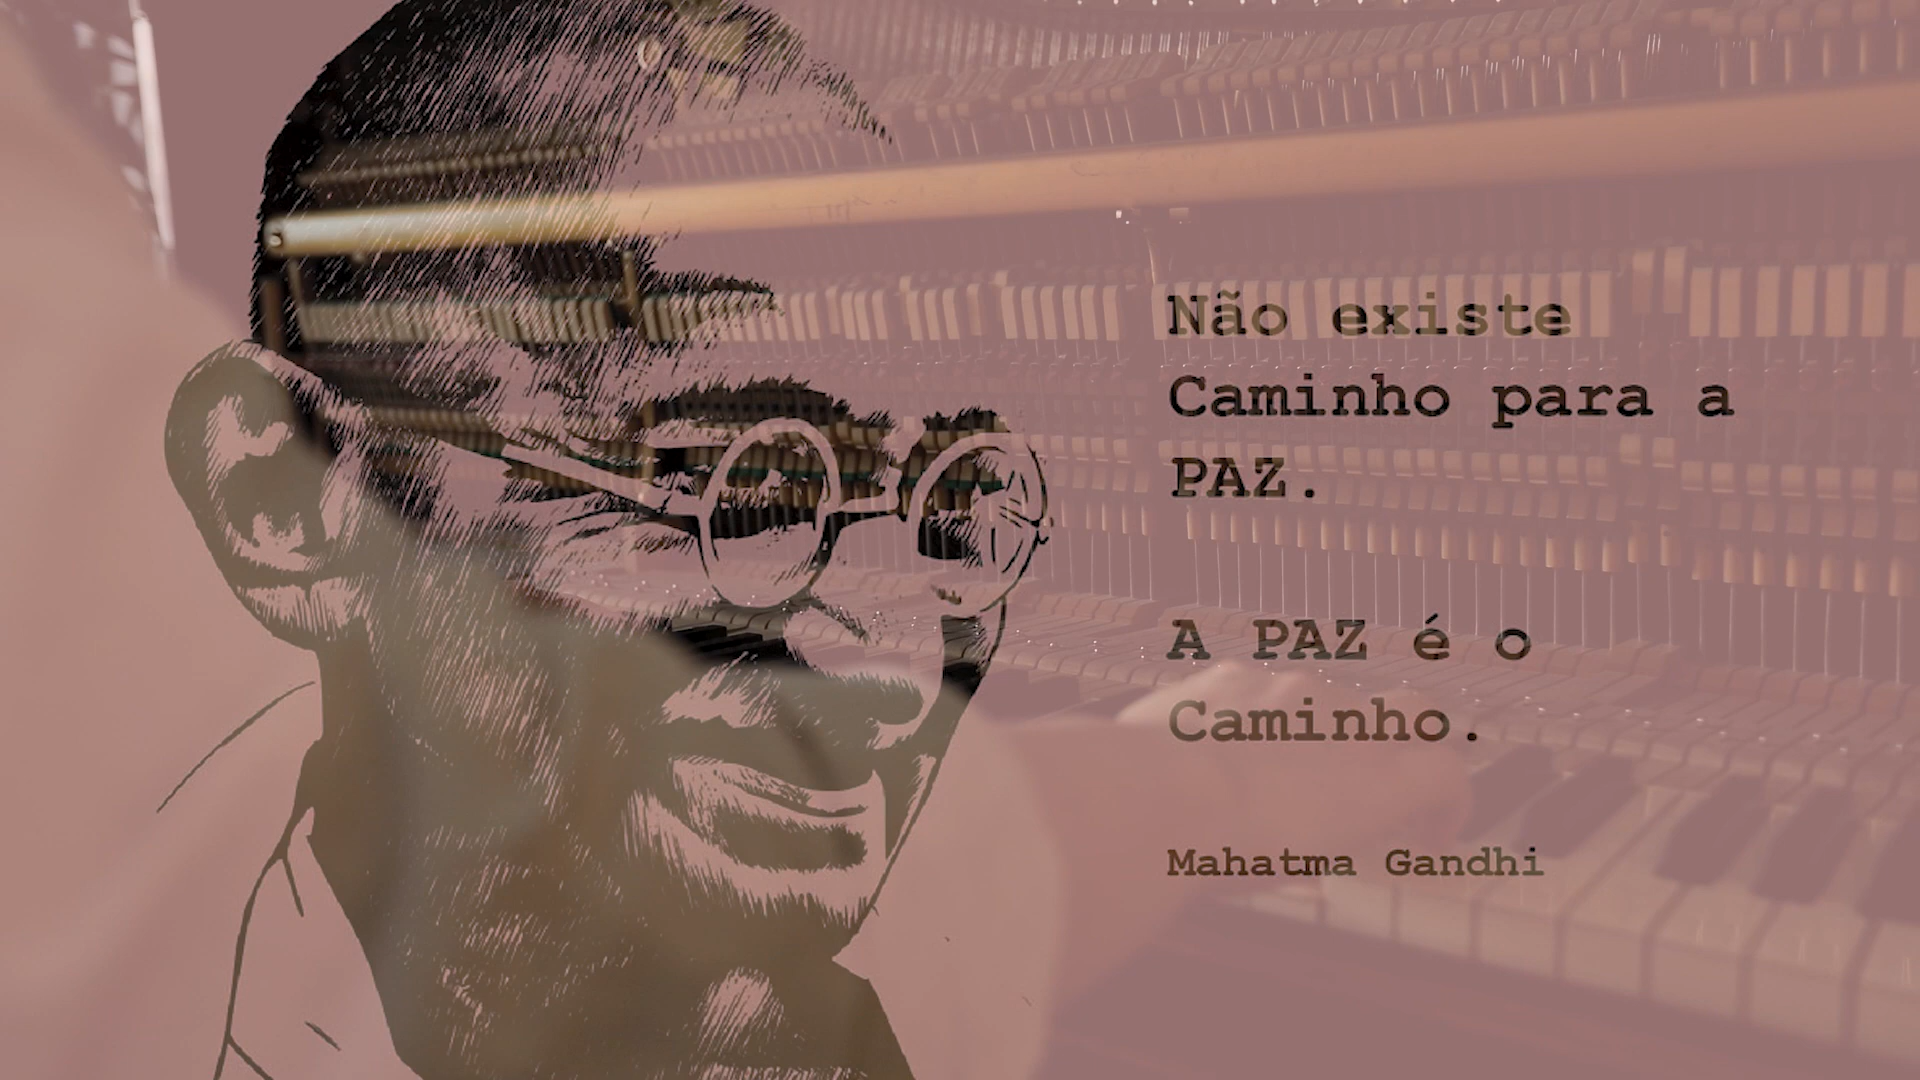 Não existe
Caminho para a
PAZ.
A PAZ é o
Caminho.
Mahatma Gandhi